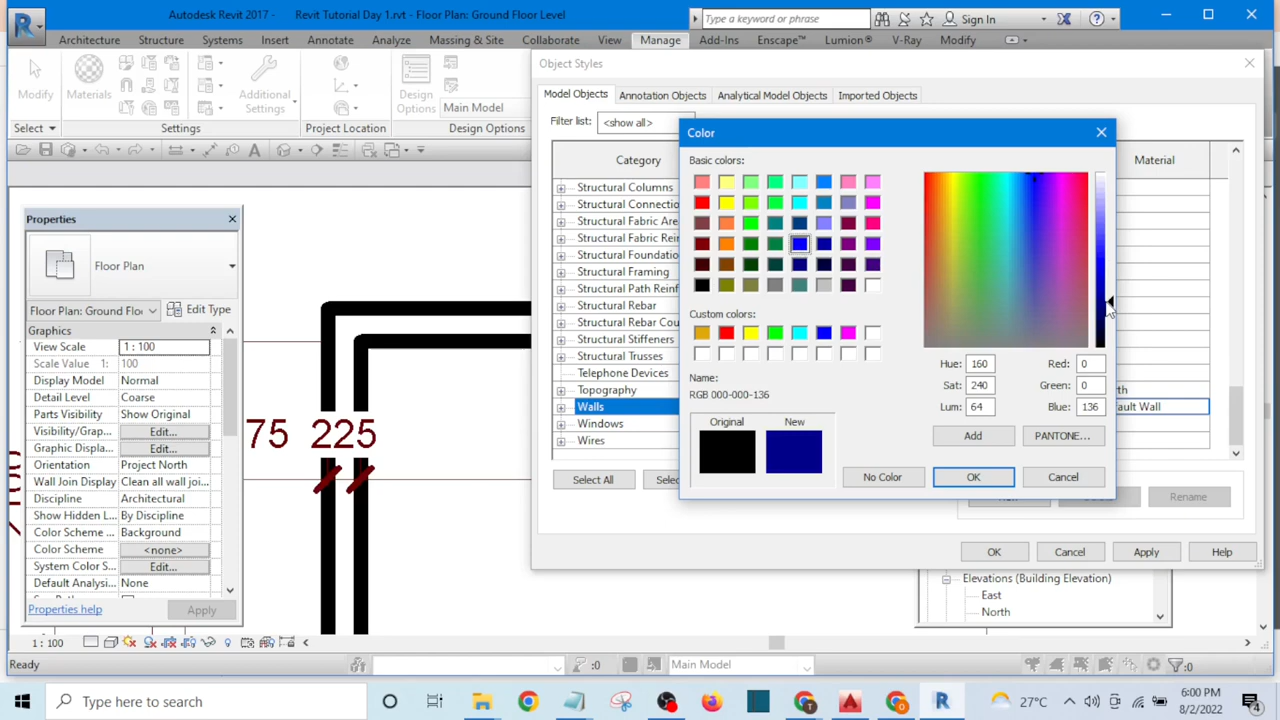 Autodesk Revit 2017 - Revit Tutorial Day 1.rvt - Floor Plan: Ground Floor Level
Type a keyword or phrase
Sign In
Architecture Structure Systems Insert Annotate Analyze Massing & Site Collaborate View Manage Add-Ins Enscape™ Lumion® V-Ray Modify
Modify
Materials
Additional
Settings
Design
Options
Main Model
Select
Settings
Project Location
Design Options
Object Styles
Model Objects
Annotation Objects
Analytical Model Objects
Imported Objects
Filter list:
<show all>
Category
Material
Structural Columns
Structural Connectio
Structural Fabric Area
Structural Fabric Rein
Structural Foundatio
Structural Framing
Structural Path Reinf
Structural Rebar
Structural Rebar Cou
Structural Stiffeners
Structural Trusses
Telephone Devices
Topography
rth
Walls
ault Wall
Windows
Wires
Select All
Selec
Rename
OK
Cancel
Apply
Help
Color
Basic colors:
Custom colors:
Name:
RGB 000-000-136
Original
New
Hue: 160
Red: 0
Sat: 240
Green: 0
Lum: 64
Blue: 136
Add
PANTONE...
No Color
OK
Cancel
Properties
Floor Plan
Floor Plan: Ground Floo
Edit Type
Graphics
View Scale
1 : 100
Scale Value 1:
100
Display Model
Normal
Detail Level
Coarse
Parts Visibility
Show Original
Visibility/Grap...
Edit...
Graphic Displa...
Edit...
Orientation
Project North
Wall Join Display
Clean all wall joi...
Discipline
Architectural
Show Hidden L...
By Discipline
Color Scheme ...
Background
Color Scheme
<none>
System Color S...
Edit...
Default Analysi...
None
Properties help
Apply
75 225
Elevations (Building Elevation)
East
North
1 : 100
Ready
:0
Main Model
:0
Type here to search
27°C
6:00 PM
8/2/2022
4